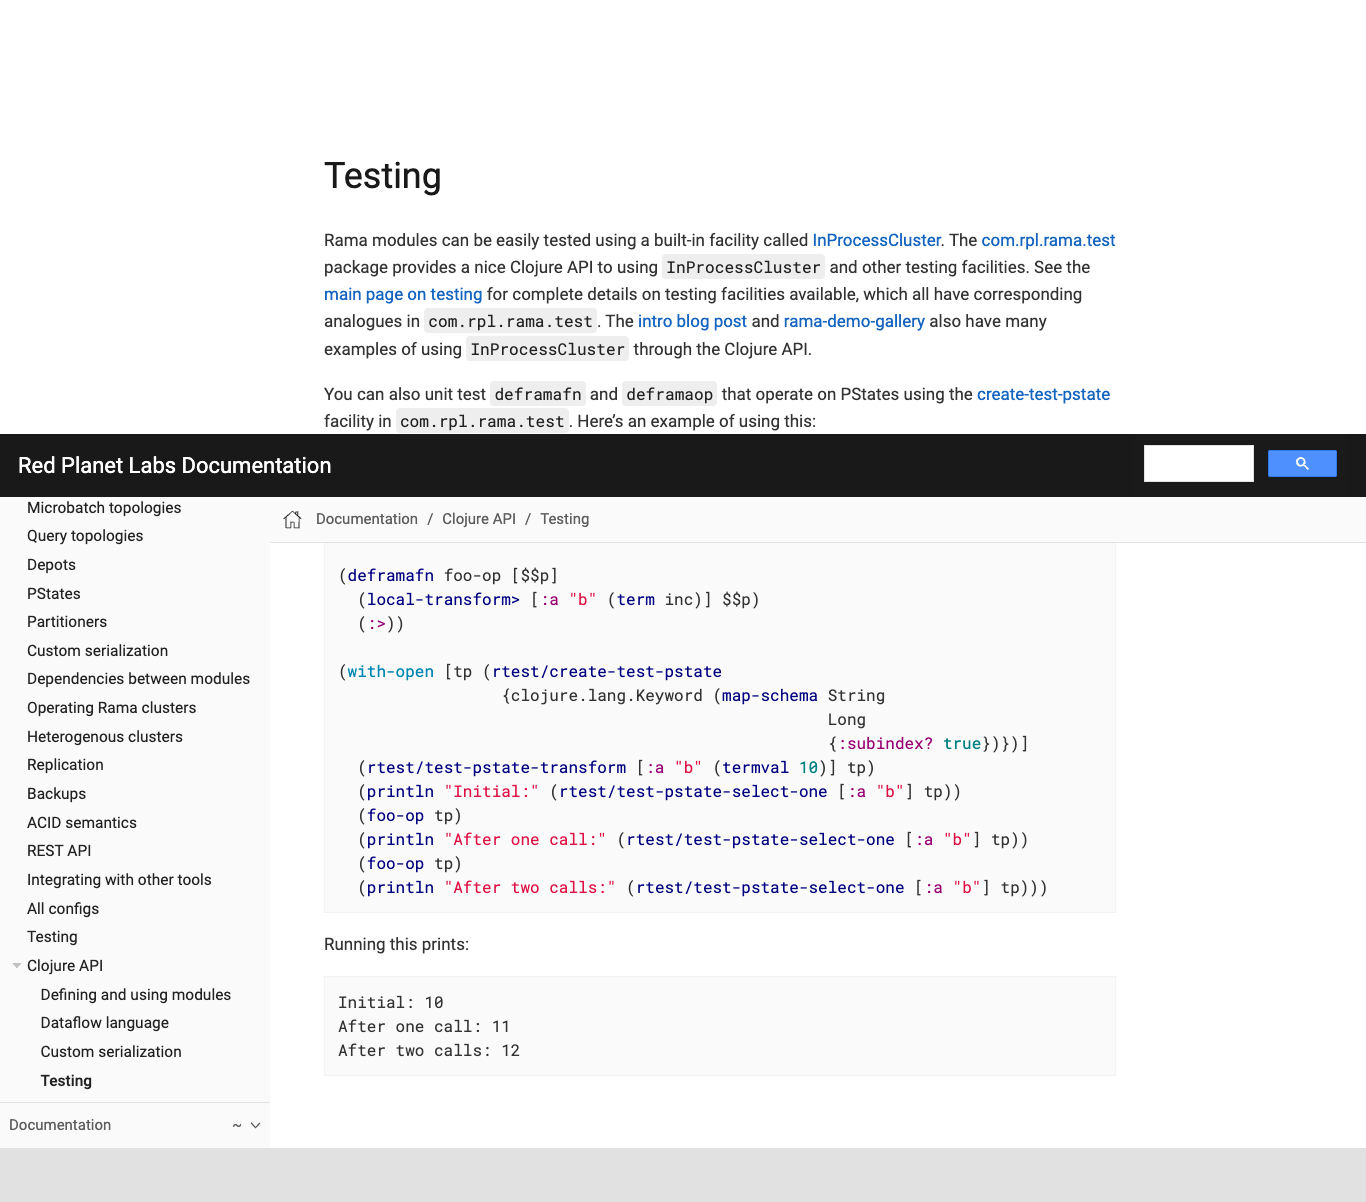 Testing
Rama modules can be easily tested using a built-in facility called InProcessCluster. The com.rpl.rama.test
package provides a nice Clojure API to using InProcessCluster and other testing facilities. See the
main page on testing for complete details on testing facilities available, which all have corresponding
analogues in com.rpl.rama.test. The intro blog post and rama-demo-gallery also have many
examples of using InProcessCluster through the Clojure API.
You can also unit test deframafn and deframaop that operate on PStates using the create-test-pstate
facility in com.rpl.rama.test. Here’s an example of using this:
Red Planet Labs Documentation
Microbatch topologies
Query topologies
Depots
PStates
Partitioners
Custom serialization
Dependencies between modules
Operating Rama clusters
Heterogenous clusters
Replication
Backups
ACID semantics
REST API
Integrating with other tools
All configs
Testing
Clojure API
Defining and using modules
Dataflow language
Custom serialization
Testing
Documentation ~
Documentation / Clojure API / Testing
(deframafn foo-op [$$p]
  (local-transform> [:a "b" (term inc)] $$p)
  (:>))
(with-open [tp (rtest/create-test-pstate
                 {clojure.lang.Keyword (map-schema String
                                                   Long
                                                   {:subindex? true})})]
  (rtest/test-pstate-transform [:a "b" (termval 10)] tp)
  (println "Initial:" (rtest/test-pstate-select-one [:a "b"] tp))
  (foo-op tp)
  (println "After one call:" (rtest/test-pstate-select-one [:a "b"] tp))
  (foo-op tp)
  (println "After two calls:" (rtest/test-pstate-select-one [:a "b"] tp)))
Running this prints:
Initial: 10
After one call: 11
After two calls: 12